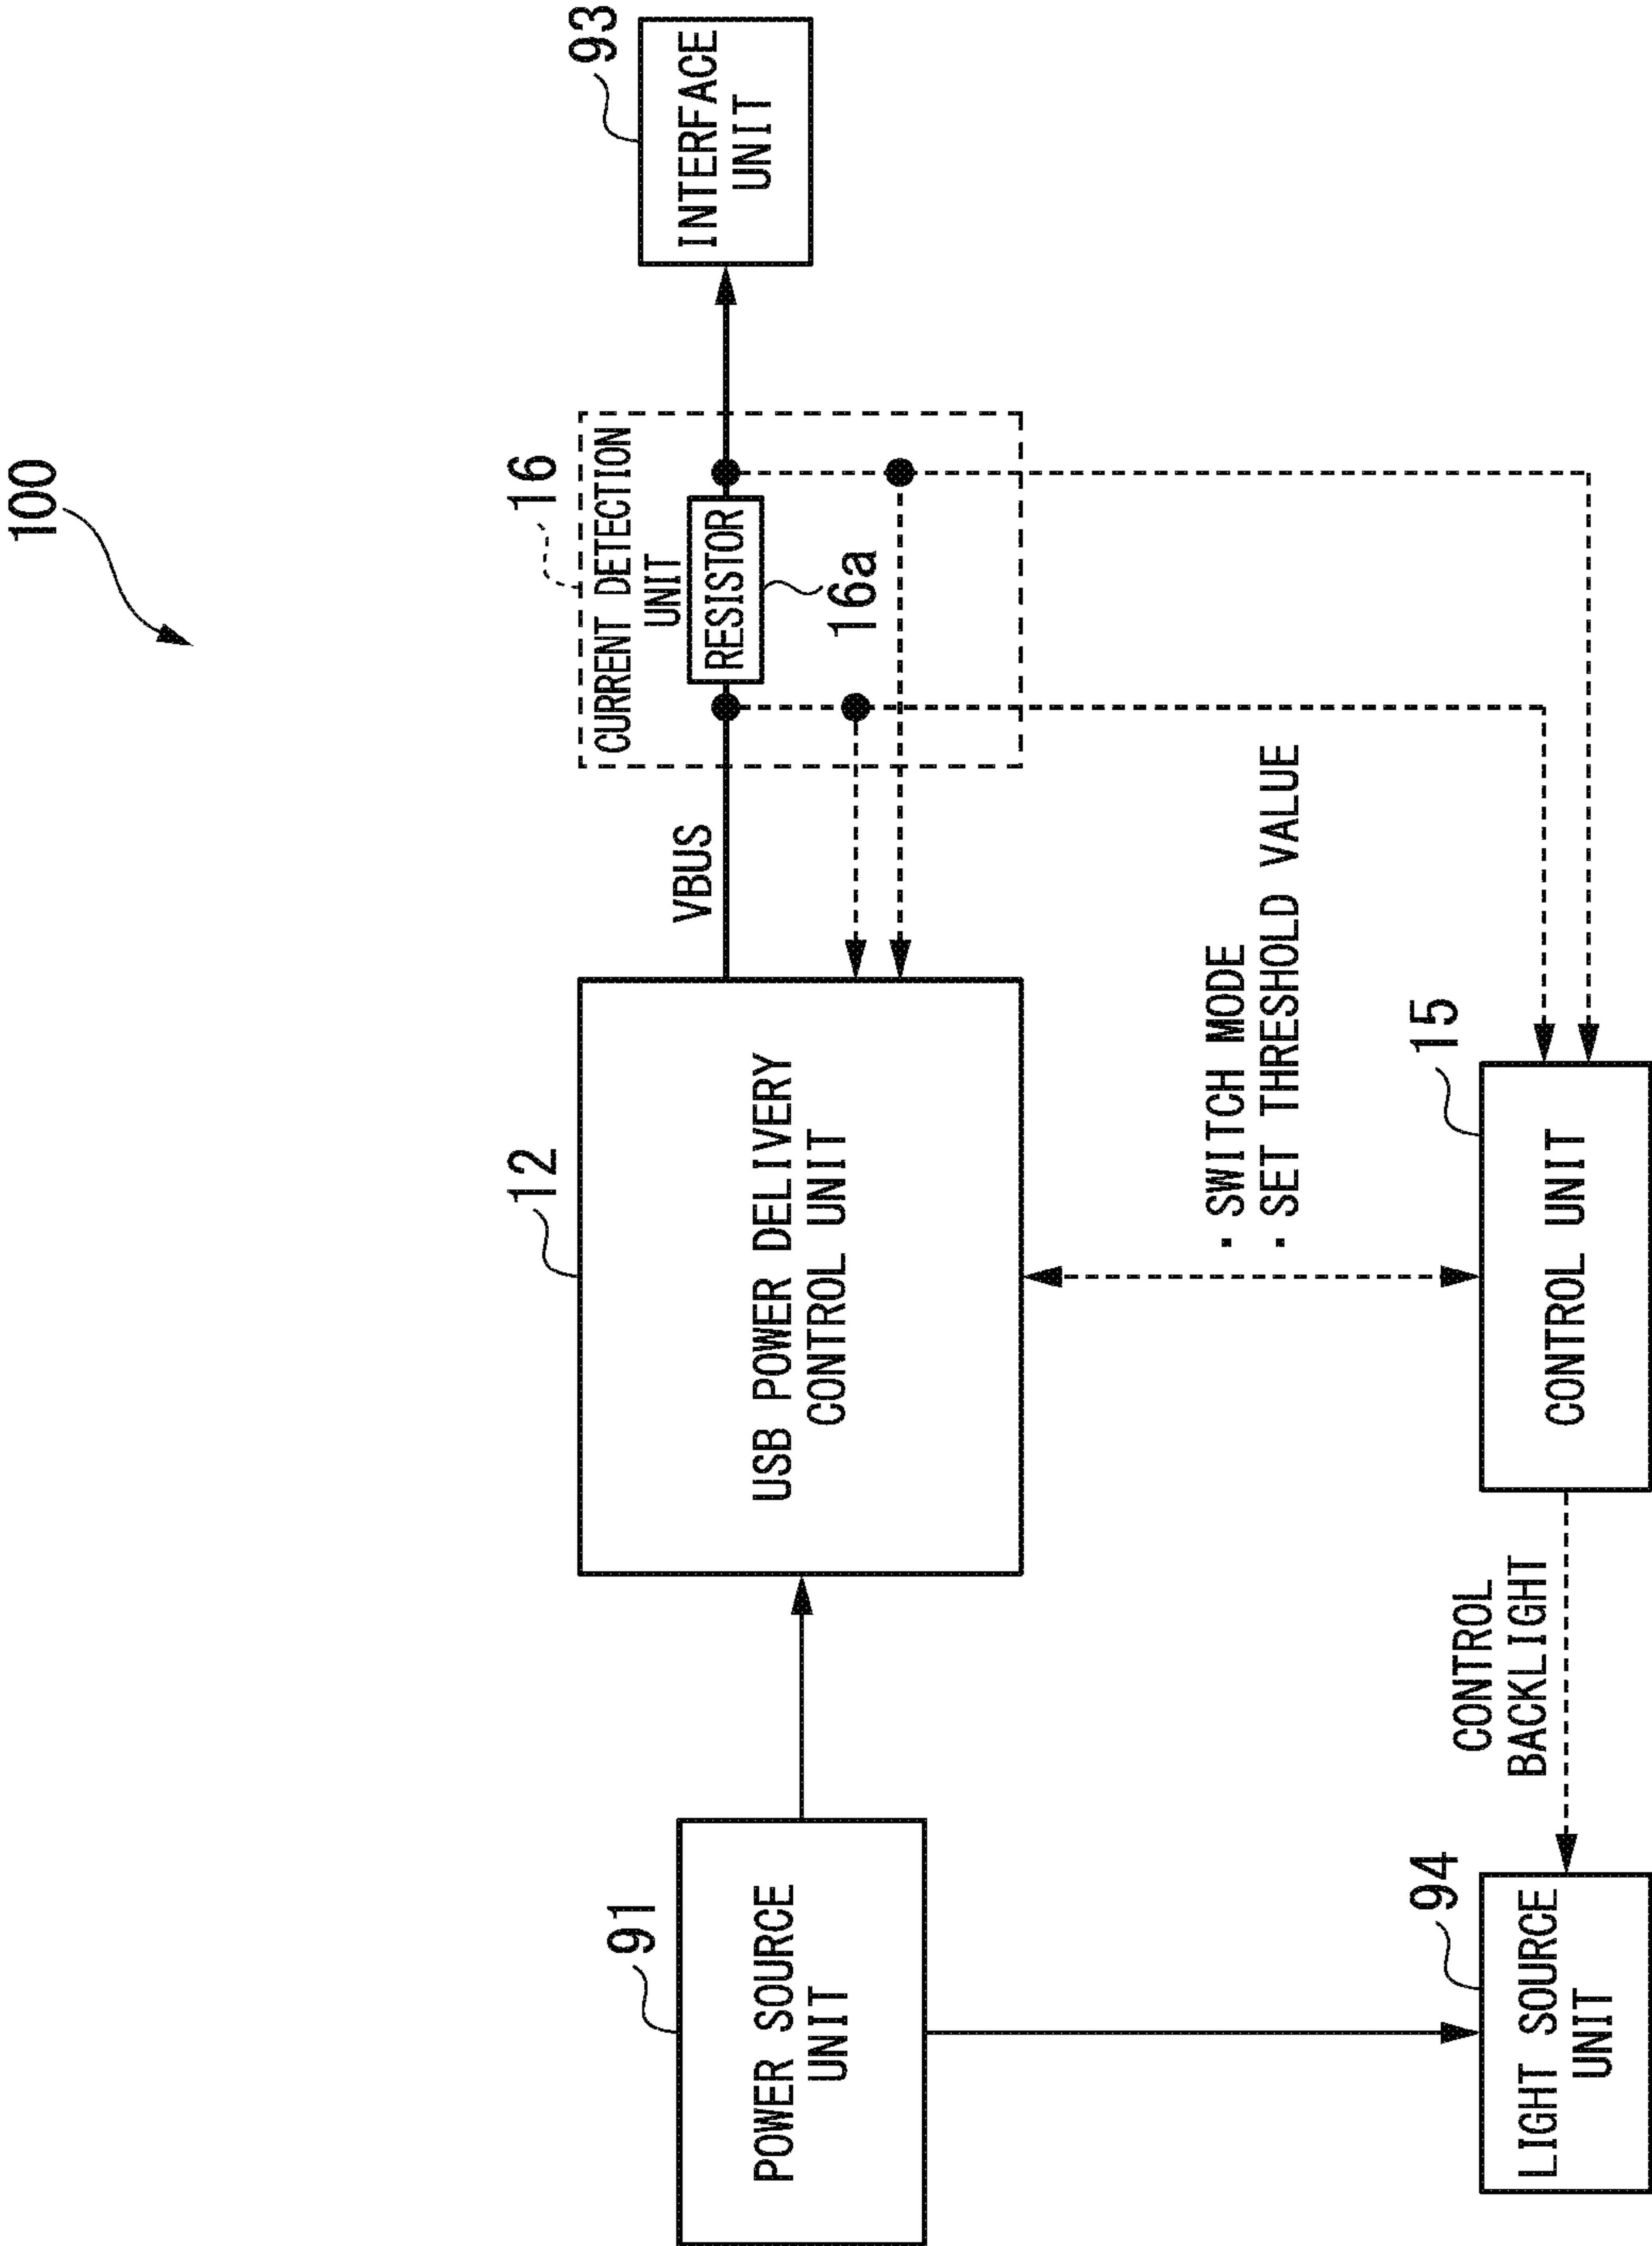 100
91
POWER SOURCE
UNIT
12
USB POWER DELIVERY
CONTROL UNIT
VBUS
16
CURRENT DETECTION
UNIT
RESISTOR
16a
93
INTERFACE
UNIT
· SWITCH MODE
· SET THRESHOLD VALUE
94
LIGHT SOURCE
UNIT
CONTROL
BACKLIGHT
15
CONTROL UNIT